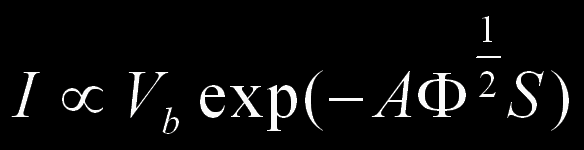 I ∝ V_b exp(−AΦ^{1/2}S)